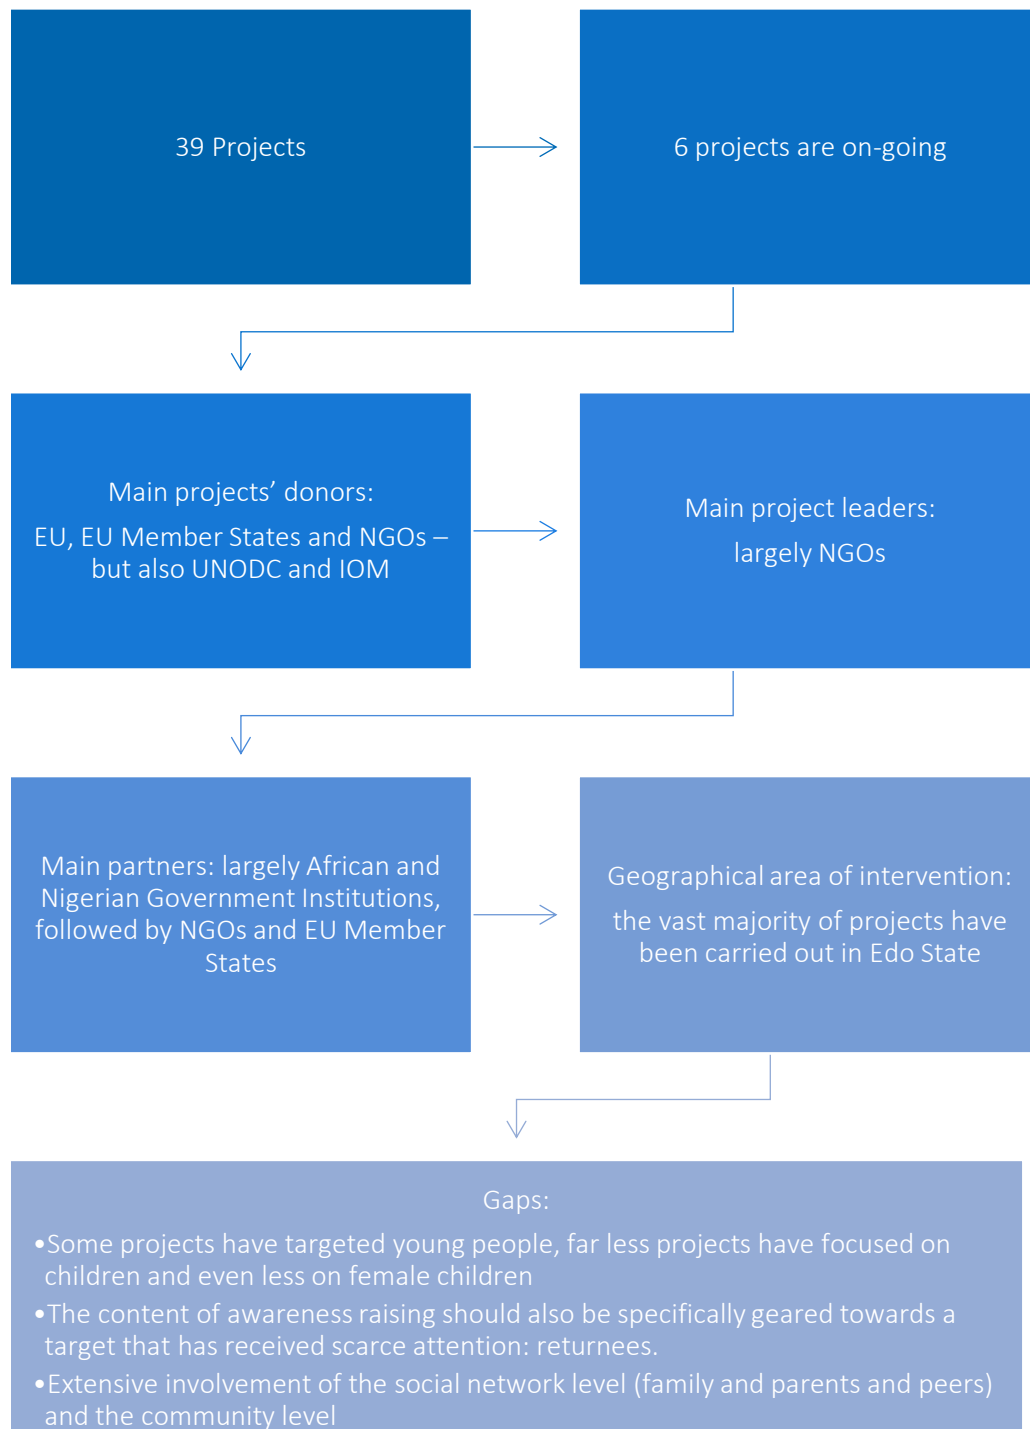 39 Projects
6 projects are on-going
Main projects’ donors:
EU, EU Member States and NGOs –
but also UNODC and IOM
Main project leaders:
largely NGOs
Main partners: largely African and
Nigerian Government Institutions,
followed by NGOs and EU Member
States
Geographical area of intervention:
the vast majority of projects have
been carried out in Edo State
Gaps:
•Some projects have targeted young people, far less projects have focused on
children and even less on female children
•The content of awareness raising should also be specifically geared towards a
target that has received scarce attention: returnees.
•Extensive involvement of the social network level (family and parents and peers)
and the community level